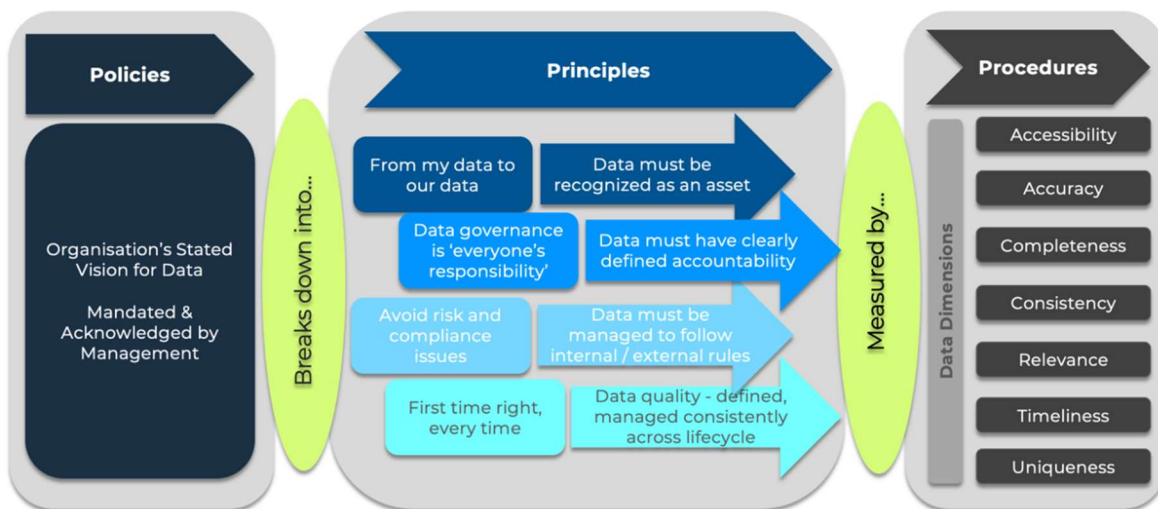 Policies
Organisation's Stated
Vision for Data
Mandated &
Acknowledged by
Management
Breaks down into...
Principles
From my data to
our data
Data must be
recognized as an asset
Data governance
is 'everyone's
responsibility'
Data must have clearly
defined accountability
Avoid risk and
compliance
issues
Data must be
managed to follow
internal / external rules
First time right,
every time
Data quality - defined,
managed consistently
across lifecycle
Measured by...
Procedures
Data Dimensions
Accessibility
Accuracy
Completeness
Consistency
Relevance
Timeliness
Uniqueness